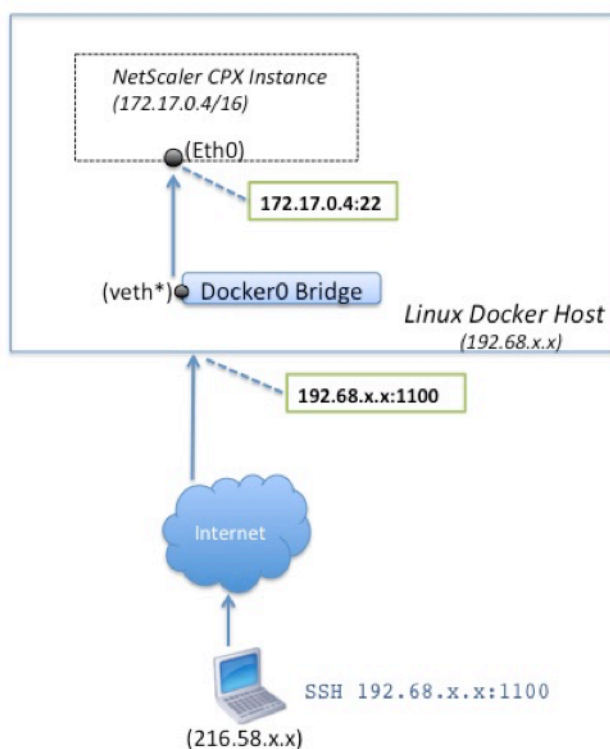 NetScaler CPX Instance
(172.17.0.4/16)
(Eth0)
172.17.0.4:22
(veth*)
Docker0 Bridge
Linux Docker Host
(192.68.x.x)
192.68.x.x:1100
Internet
SSH 192.68.x.x:1100
(216.58.x.x)